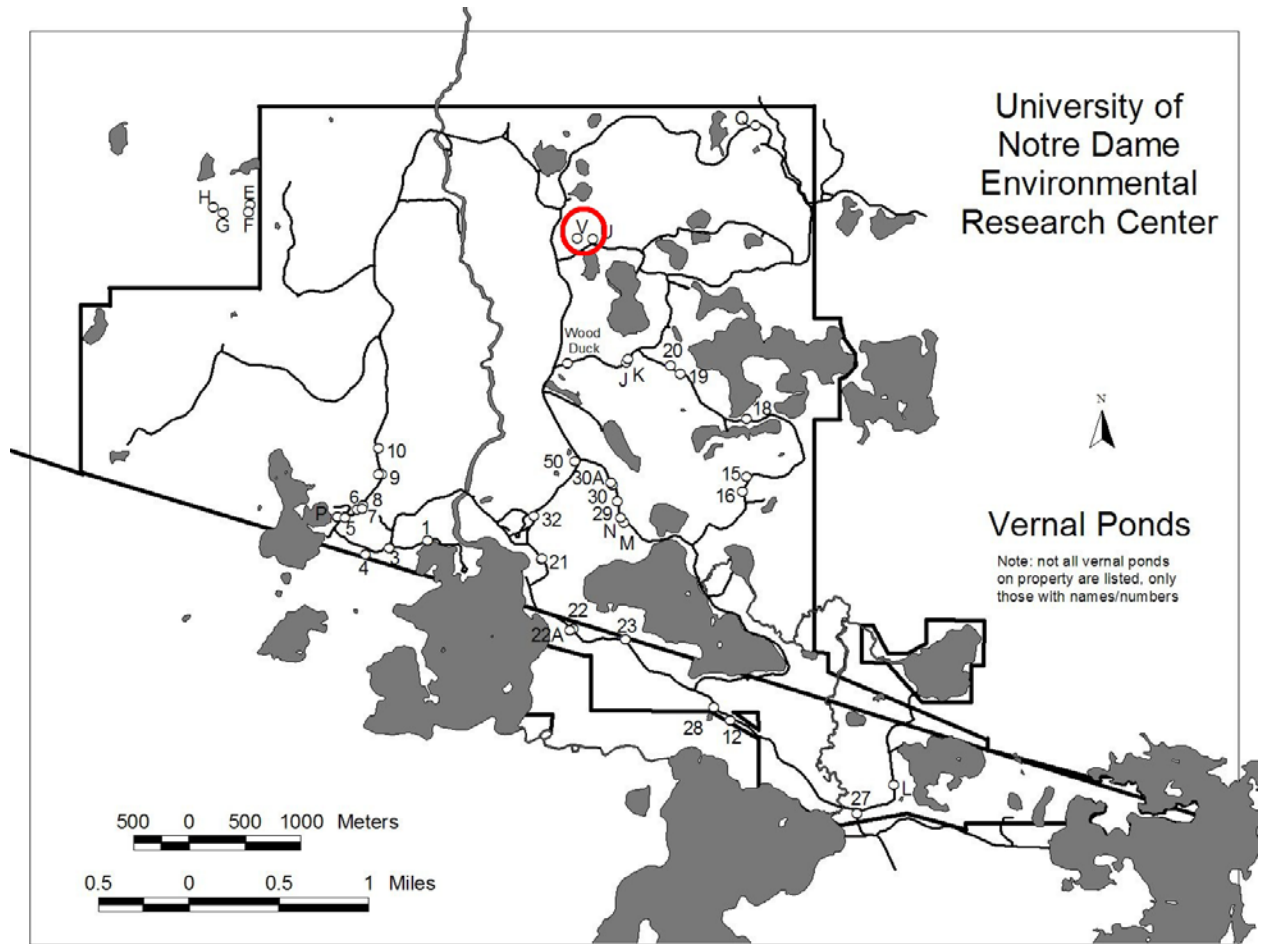 University of
Notre Dame
Environmental
Research Center
H
E
G
F
V
U
Wood
Duck
20
J
K
19
18
10
50
9
30A
15
16
6
8
30
P
5
7
32
29
N
M
1
3
4
21
Vernal Ponds
Note: not all vernal ponds
on property are listed, only
those with names/numbers
N
22
22A
23
28
12
27
L
500 0 500 1000 Meters
0.5 0 0.5 1 Miles